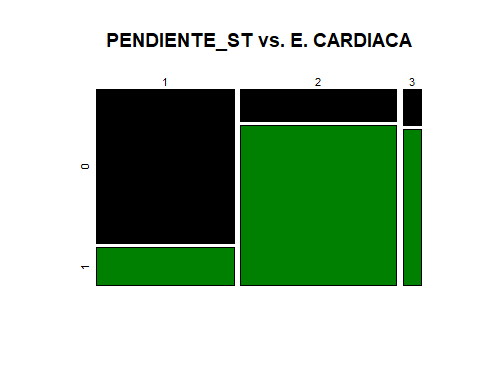 PENDIENTE_ST vs. E. CARDIACA
1 2 3
0
1